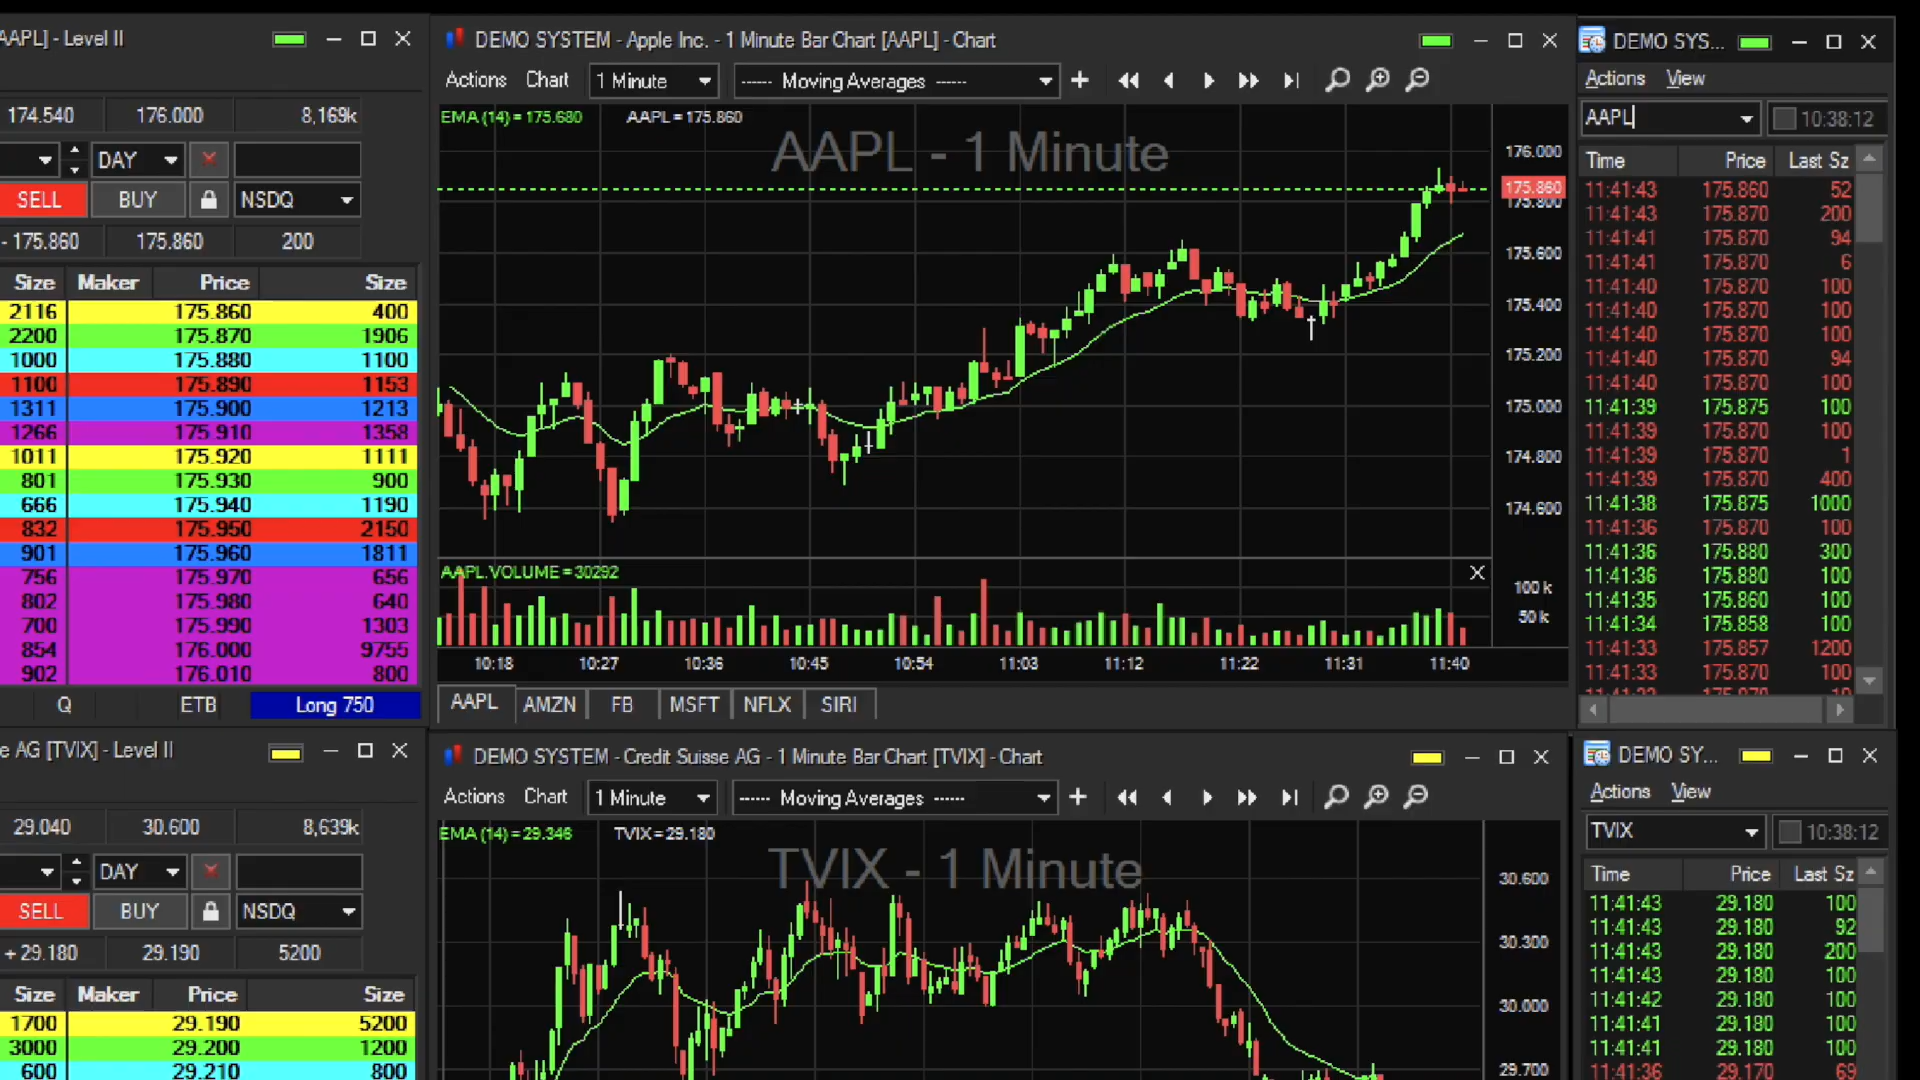 AAPL] - Level II
174.540 176.000 8,169k
DAY
SELL BUY NSDQ
- 175.860 175.860 200
Size Maker Price Size
2116 175.860 400
2200 175.870 1906
1000 175.880 1100
1100 175.890 1153
1311 175.900 1213
1266 175.910 1358
1011 175.920 1111
801 175.930 900
666 175.940 1190
832 175.950 2150
901 175.960 1811
756 175.970 656
802 175.980 640
700 175.990 1303
854 176.000 9755
902 176.010 800
Q ETB Long 750
DEMO SYSTEM - Apple Inc. - 1 Minute Bar Chart [AAPL] - Chart
Actions Chart 1 Minute ------ Moving Averages ------
EMA (14) = 175.680 AAPL = 175.860
AAPL - 1 Minute
176.000
175.860
175.800
175.600
175.400
175.200
175.000
174.800
174.600
AAPL.VOLUME = 30292
100 k
50 k
10:18 10:27 10:36 10:45 10:54 11:03 11:12 11:22 11:31 11:40
AAPL AMZN FB MSFT NFLX SIRI
DEMO SYS...
Actions View
AAPL 10:38:12
Time Price Last Sz
11:41:43 175.860 52
11:41:43 175.870 200
11:41:41 175.870 94
11:41:41 175.870 6
11:41:40 175.870 100
11:41:40 175.870 100
11:41:40 175.870 100
11:41:40 175.870 94
11:41:40 175.870 100
11:41:39 175.875 100
11:41:39 175.870 100
11:41:39 175.870 1
11:41:39 175.870 400
11:41:38 175.875 1000
11:41:36 175.870 100
11:41:36 175.880 300
11:41:36 175.880 100
11:41:35 175.860 100
11:41:34 175.858 100
11:41:33 175.857 1200
11:41:33 175.870 100
e AG [TVIX] - Level II
29.040 30.600 8,639k
DAY
SELL BUY NSDQ
+ 29.180 29.190 5200
Size Maker Price Size
1700 29.190 5200
3000 29.200 1200
600 29.210 800
DEMO SYSTEM - Credit Suisse AG - 1 Minute Bar Chart [TVIX] - Chart
Actions Chart 1 Minute ------ Moving Averages ------
EMA (14) = 29.346 TVIX = 29.180
TVIX - 1 Minute
30.600
30.300
30.000
29.700
DEMO SY...
Actions View
TVIX 10:38:12
Time Price Last Sz
11:41:43 29.180 100
11:41:43 29.180 92
11:41:43 29.180 200
11:41:43 29.180 100
11:41:42 29.180 100
11:41:41 29.180 100
11:41:41 29.180 100
11:41:36 29.170 69